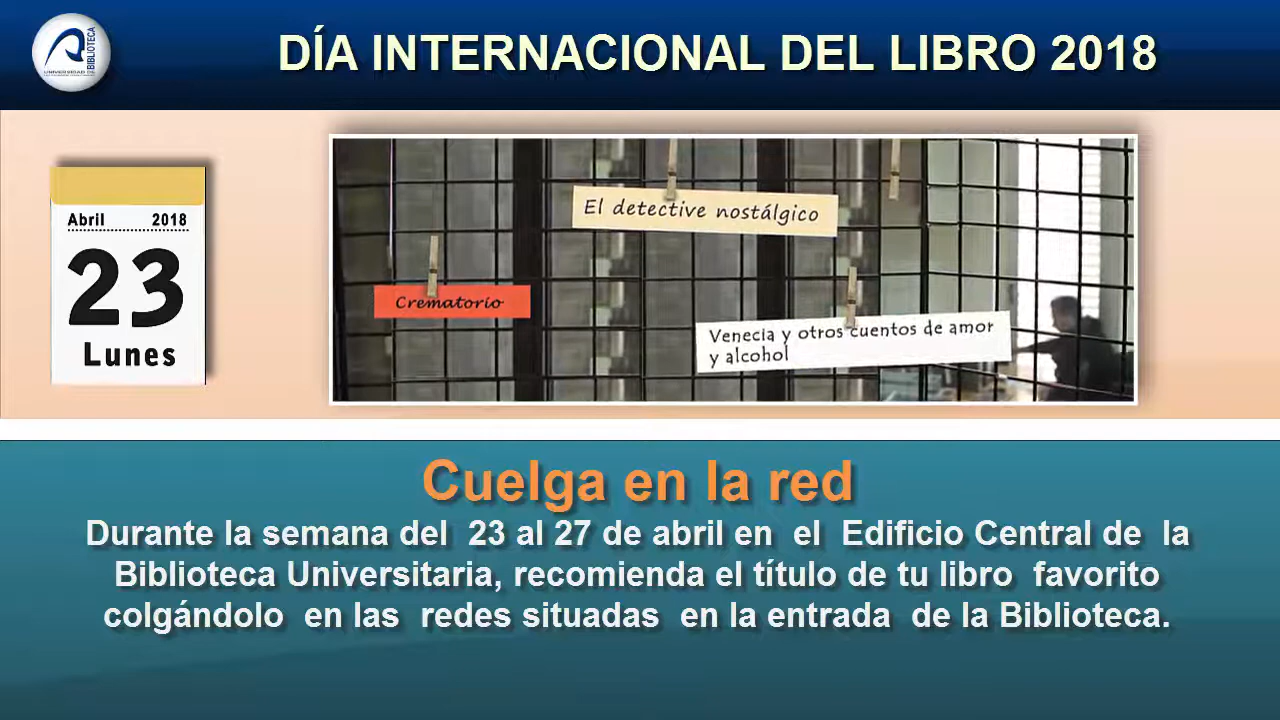 BIBLIOTECA
UNIVERSIDAD DE
DÍA INTERNACIONAL DEL LIBRO 2018
Abril 2018
23
Lunes
El detective nostálgico
Crematorio
Venecia y otros cuentos de amor
y alcohol
Cuelga en la red
Durante la semana del 23 al 27 de abril en el Edificio Central de la
Biblioteca Universitaria, recomienda el título de tu libro favorito
colgándolo en las redes situadas en la entrada de la Biblioteca.